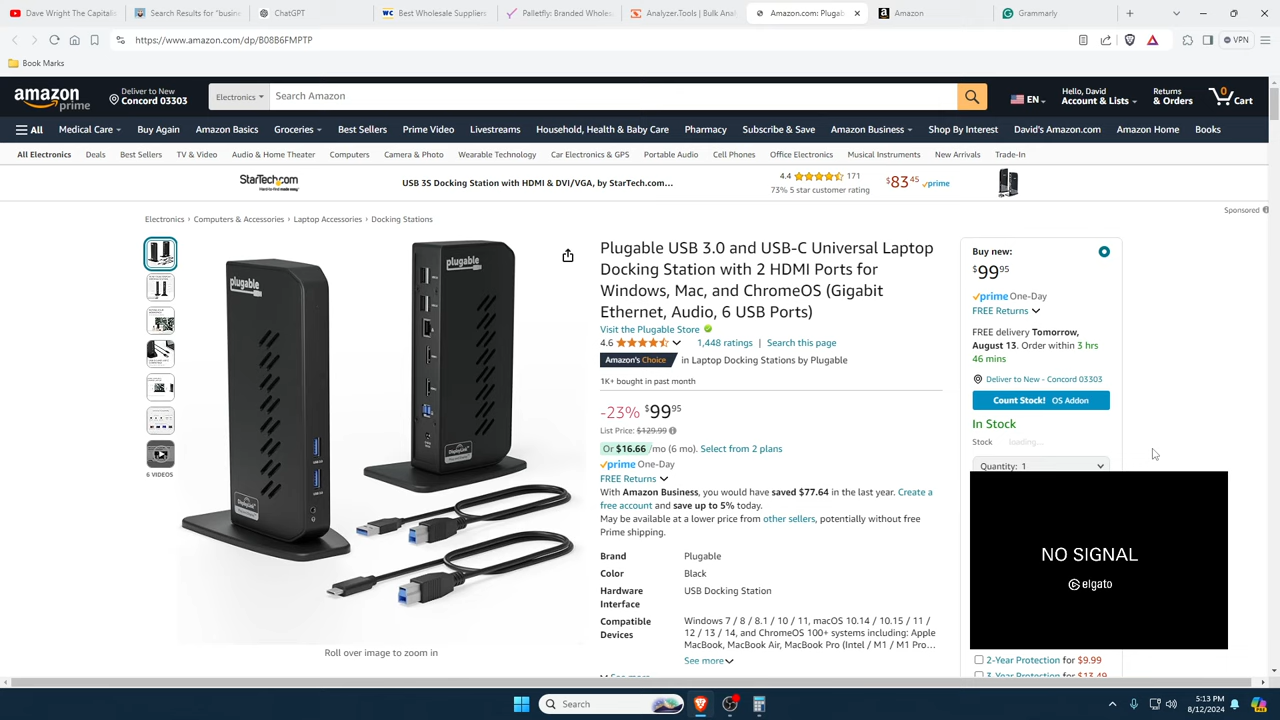 Dave Wright The Capitali
Search Results for "busine
ChatGPT
Best Wholesale Suppliers
Palletfly: Branded Wholes
Analyzer.Tools | Bulk Ana
Amazon.com: Plugab
Amazon
Grammarly
https://www.amazon.com/dp/B08B6FMPTP
VPN
Book Marks
amazon prime
Deliver to New
Concord 03303
Electronics
Search Amazon
EN
Hello, David
Account & Lists
Returns
& Orders
0
Cart
All
Medical Care
Buy Again
Amazon Basics
Groceries
Best Sellers
Prime Video
Livestreams
Household, Health & Baby Care
Pharmacy
Subscribe & Save
Amazon Business
Shop By Interest
David's Amazon.com
Amazon Home
Books
All Electronics
Deals
Best Sellers
TV & Video
Audio & Home Theater
Computers
Camera & Photo
Wearable Technology
Car Electronics & GPS
Portable Audio
Cell Phones
Office Electronics
Musical Instruments
New Arrivals
Trade-In
StarTech.com
USB 3S Docking Station with HDMI & DVI/VGA, by StarTech.com...
4.4
171
73% 5 star customer rating
$83.45
prime
Sponsored
Electronics › Computers & Accessories › Laptop Accessories › Docking Stations
plugable
plugable
DisplayLink
DisplayLink
6 VIDEOS
Roll over image to zoom in
Plugable USB 3.0 and USB-C Universal Laptop
Docking Station with 2 HDMI Ports for
Windows, Mac, and ChromeOS (Gigabit
Ethernet, Audio, 6 USB Ports)
Visit the Plugable Store
4.6
1,448 ratings | Search this page
Amazon's Choice in Laptop Docking Stations by Plugable
1K+ bought in past month
-23% $99.95
List Price: $129.99
Or $16.66 /mo (6 mo). Select from 2 plans
prime One-Day
FREE Returns
With Amazon Business, you would have saved $77.64 in the last year. Create a
free account and save up to 5% today.
May be available at a lower price from other sellers, potentially without free
Prime shipping.
Brand Plugable
Color Black
Hardware Interface USB Docking Station
Compatible Devices Windows 7 / 8 / 8.1 / 10 / 11, macOS 10.14 / 10.15 / 11 /
12 / 13 / 14, and ChromeOS 100+ systems including: Apple
MacBook, MacBook Air, MacBook Pro (Intel / M1 / M1 Pro...
See more
Buy new:
$99.95
prime One-Day
FREE Returns
FREE delivery Tomorrow,
August 13. Order within 3 hrs
46 mins
Deliver to New - Concord 03303
Count Stock! OS Addon
In Stock
Stock loading...
Quantity: 1
NO SIGNAL
elgato
2-Year Protection for $9.99
3-Year Protection for $13.49
Search
5:13 PM
8/12/2024